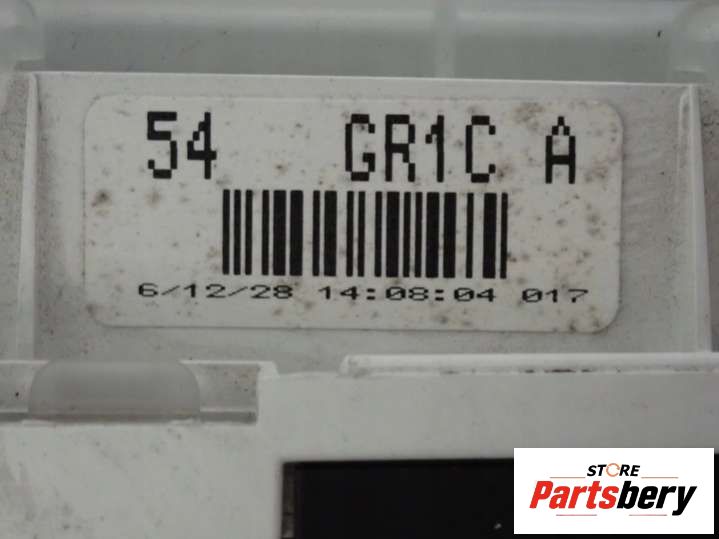 54 GR1C A
6/12/28 14:08:04 017
STORE
Partsbery